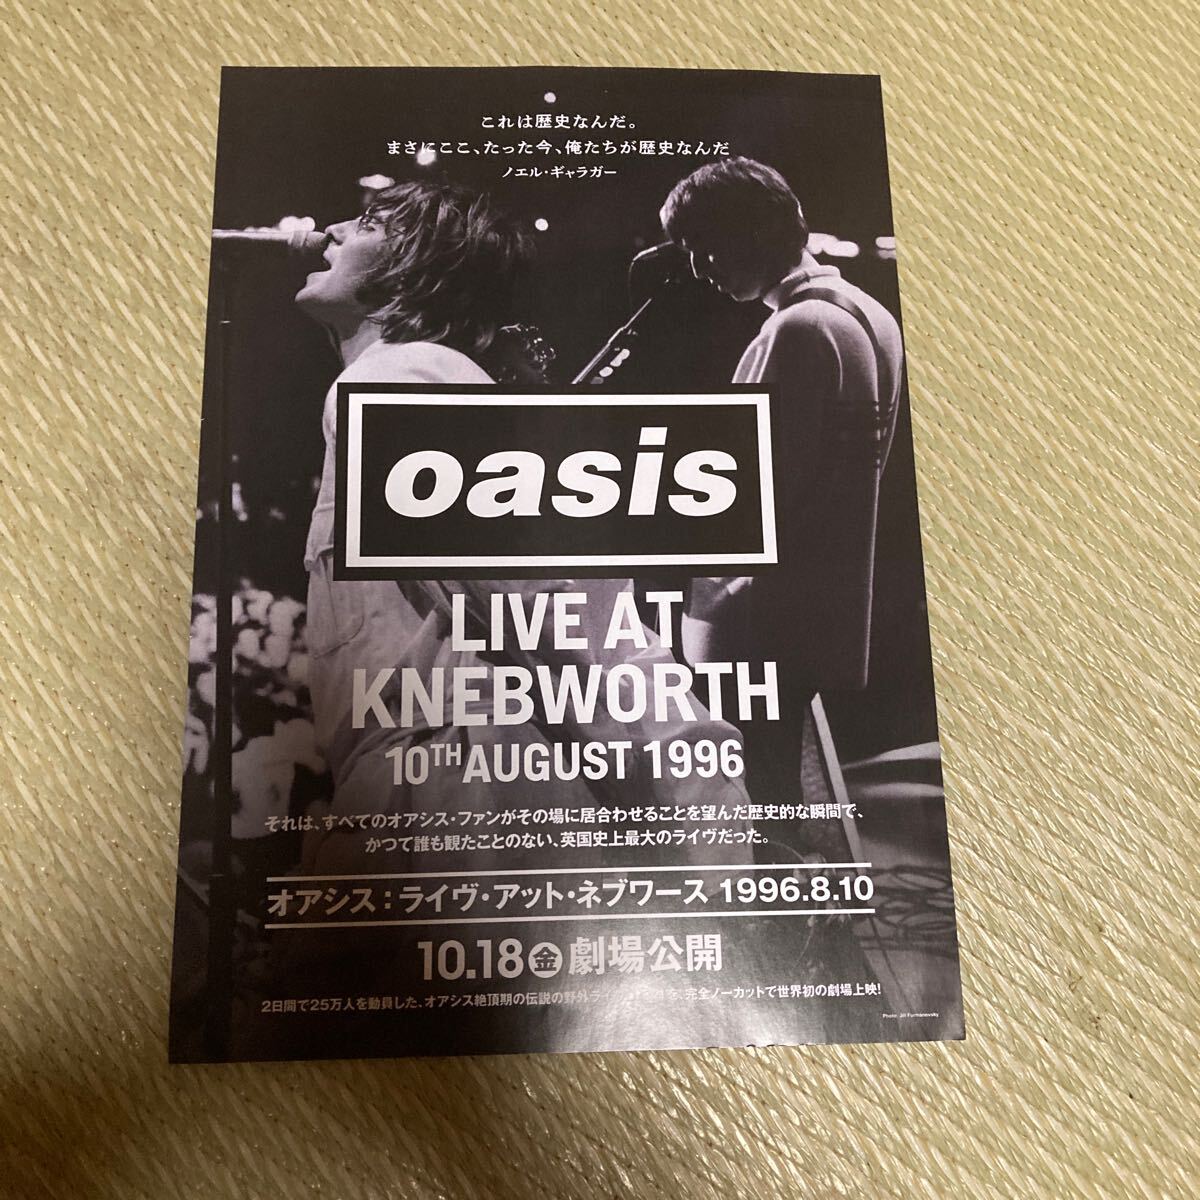 これは歴史なんだ。
まさにここ、たった今、俺たちが歴史なんだ
ノエル・ギャラガー
oasis
LIVE AT
KNEBWORTH
10TH AUGUST 1996
それは、すべてのオアシス・ファンがその場に居合わせることを望んだ歴史的な瞬間で、
かつて誰も観たことのない、英国史上最大のライヴだった。
オアシス：ライヴ・アット・ネブワース 1996.8.10
10.18㊎劇場公開
2日間で25万人を動員した、オアシス絶頂期の伝説の野外ラ 完全ノーカットで世界初の劇場上映！
Photo: Jill Furmanovsky